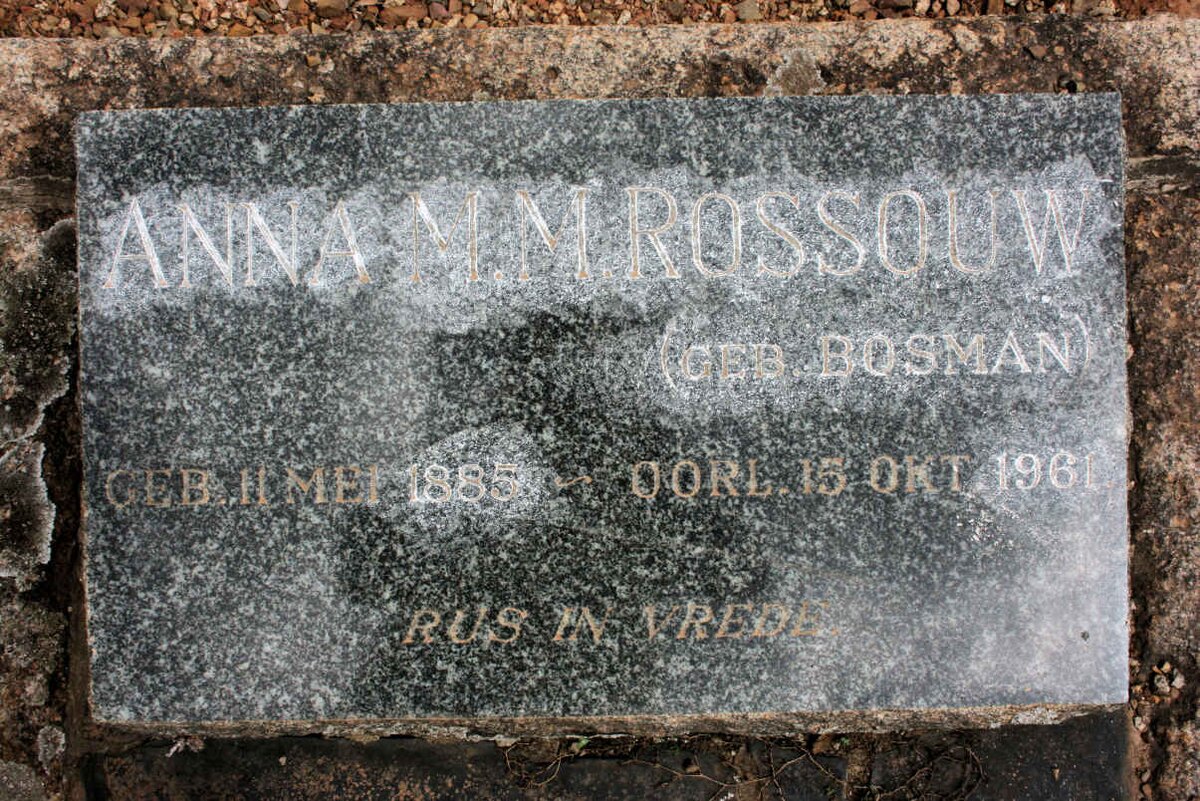 ANNA M.M. ROSSOUW
(GEB. BOSMAN)
GEB. 11 MEI 1885 ~ OORL. 15 OKT. 1961
RUS IN VREDE.